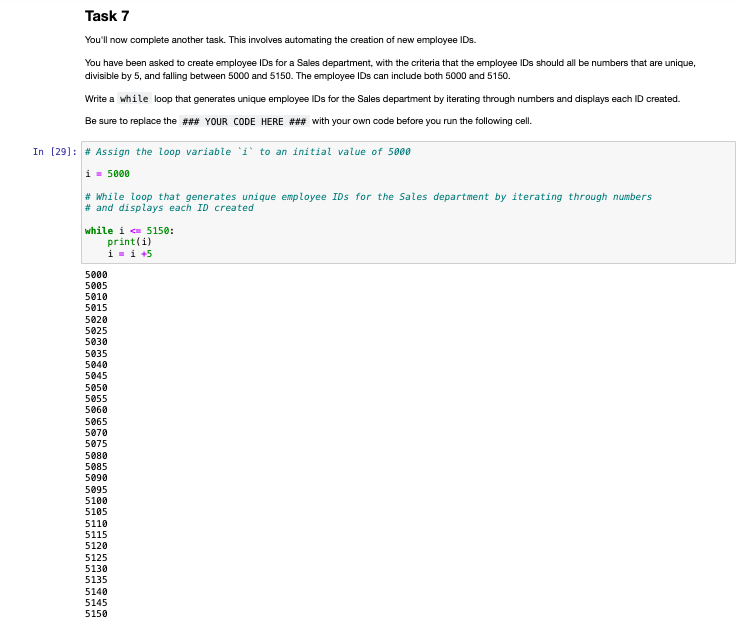 Task 7
You'll now complete another task. This involves automating the creation of new employee IDs.
You have been asked to create employee IDs for a Sales department, with the criteria that the employee IDs should all be numbers that are unique,
divisible by 5, and falling between 5000 and 5150. The employee IDs can include both 5000 and 5150.
Write a while loop that generates unique employee IDs for the Sales department by iterating through numbers and displays each ID created.
Be sure to replace the ### YOUR CODE HERE ### with your own code before you run the following cell.
In [29]: # Assign the loop variable `i` to an initial value of 5000
i = 5000
# While loop that generates unique employee IDs for the Sales department by iterating through numbers
# and displays each ID created
while i <= 5150:
    print(i)
    i = i +5
5000
5005
5010
5015
5020
5025
5030
5035
5040
5045
5050
5055
5060
5065
5070
5075
5080
5085
5090
5095
5100
5105
5110
5115
5120
5125
5130
5135
5140
5145
5150